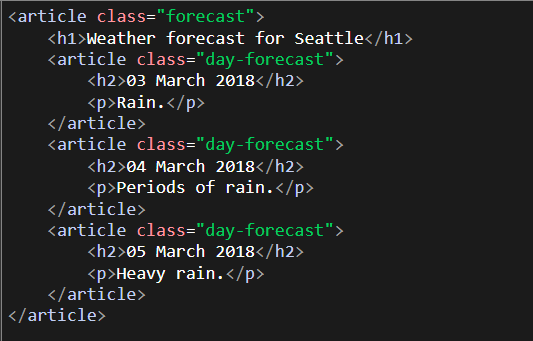 <article class="forecast">
    <h1>Weather forecast for Seattle</h1>
    <article class="day-forecast">
        <h2>03 March 2018</h2>
        <p>Rain.</p>
    </article>
    <article class="day-forecast">
        <h2>04 March 2018</h2>
        <p>Periods of rain.</p>
    </article>
    <article class="day-forecast">
        <h2>05 March 2018</h2>
        <p>Heavy rain.</p>
    </article>
</article>